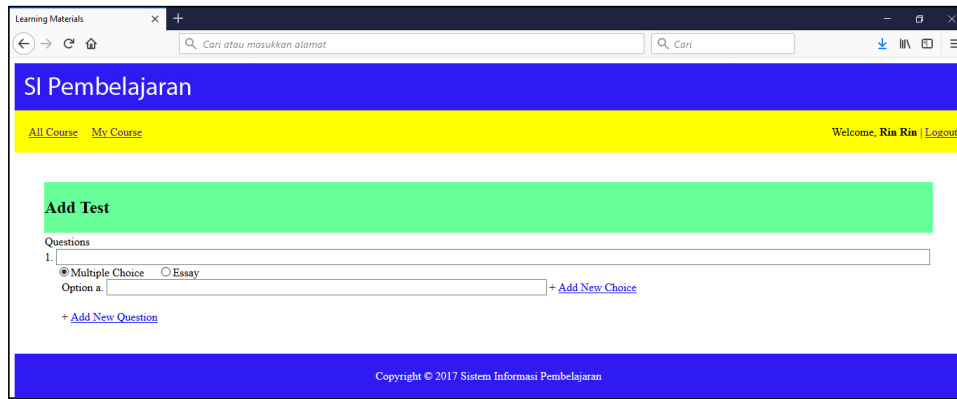 Learning Materials
Cari atau masukkan alamat
Cari
SI Pembelajaran
All Course My Course Welcome, Rin Rin | Logout
Add Test
Questions
1.
Multiple Choice Essay
Option a. + Add New Choice
+ Add New Question
Copyright © 2017 Sistem Informasi Pembelajaran